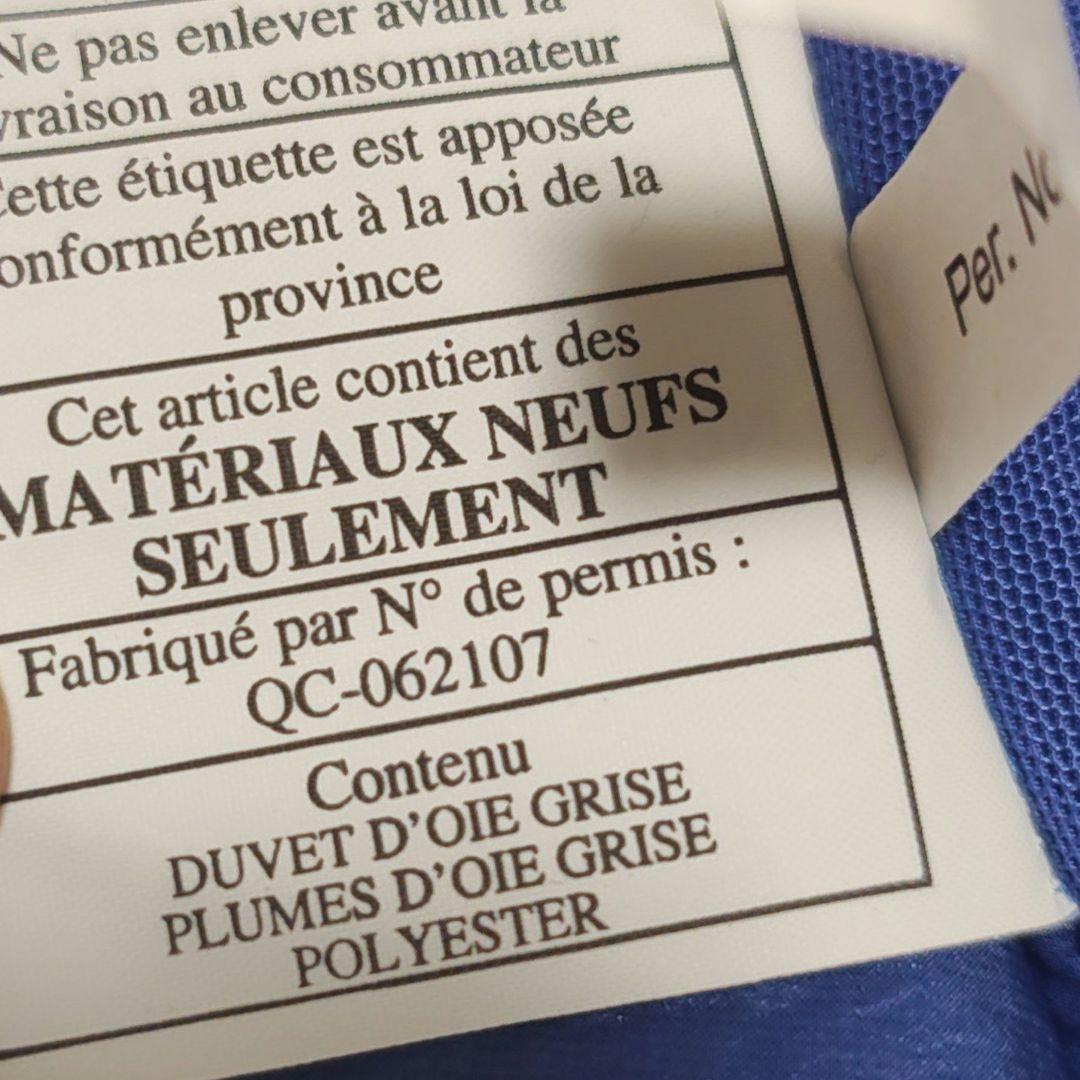 Ne pas enlever avant la
vraison au consommateur
Cette étiquette est apposée
onformément à la loi de la
province
Cet article contient des
MATÉRIAUX NEUFS
SEULEMENT
Fabriqué par N° de permis :
QC-062107
Contenu
DUVET D'OIE GRISE
PLUMES D'OIE GRISE
POLYESTER
Per. No